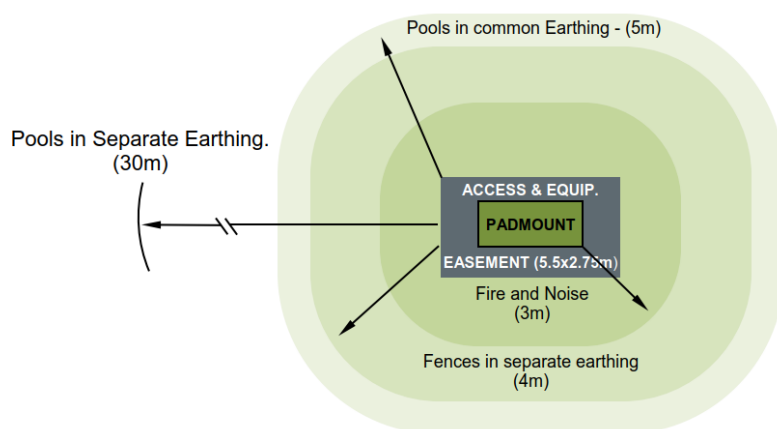 Pools in common Earthing - (5m)
Pools in Separate Earthing.
(30m)
ACCESS & EQUIP.
PADMOUNT
EASEMENT (5.5x2.75m)
Fire and Noise
(3m)
Fences in separate earthing
(4m)